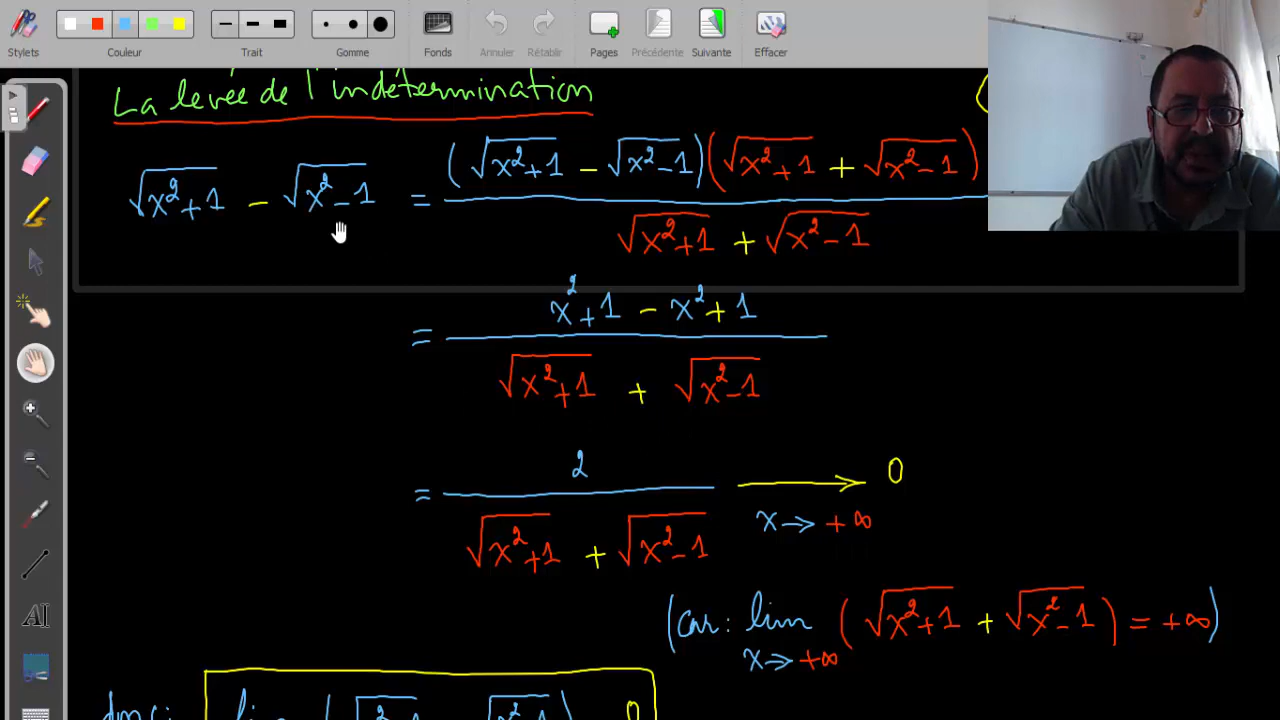 Stylets Couleur Trait Gomme Fonds Annuler Rétablir Pages Précédente Suivante Effacer
La levée de l'indétermination
√(x²+1) − √(x²−1) = (√(x²+1) − √(x²−1))(√(x²+1) + √(x²−1)) / (√(x²+1) + √(x²−1))
= (x²+1 − x²+1) / (√(x²+1) + √(x²−1))
= 2 / (√(x²+1) + √(x²−1)) ⟶ 0
x → +∞
(car: lim (√(x²+1) + √(x²−1)) = +∞)
x → +∞